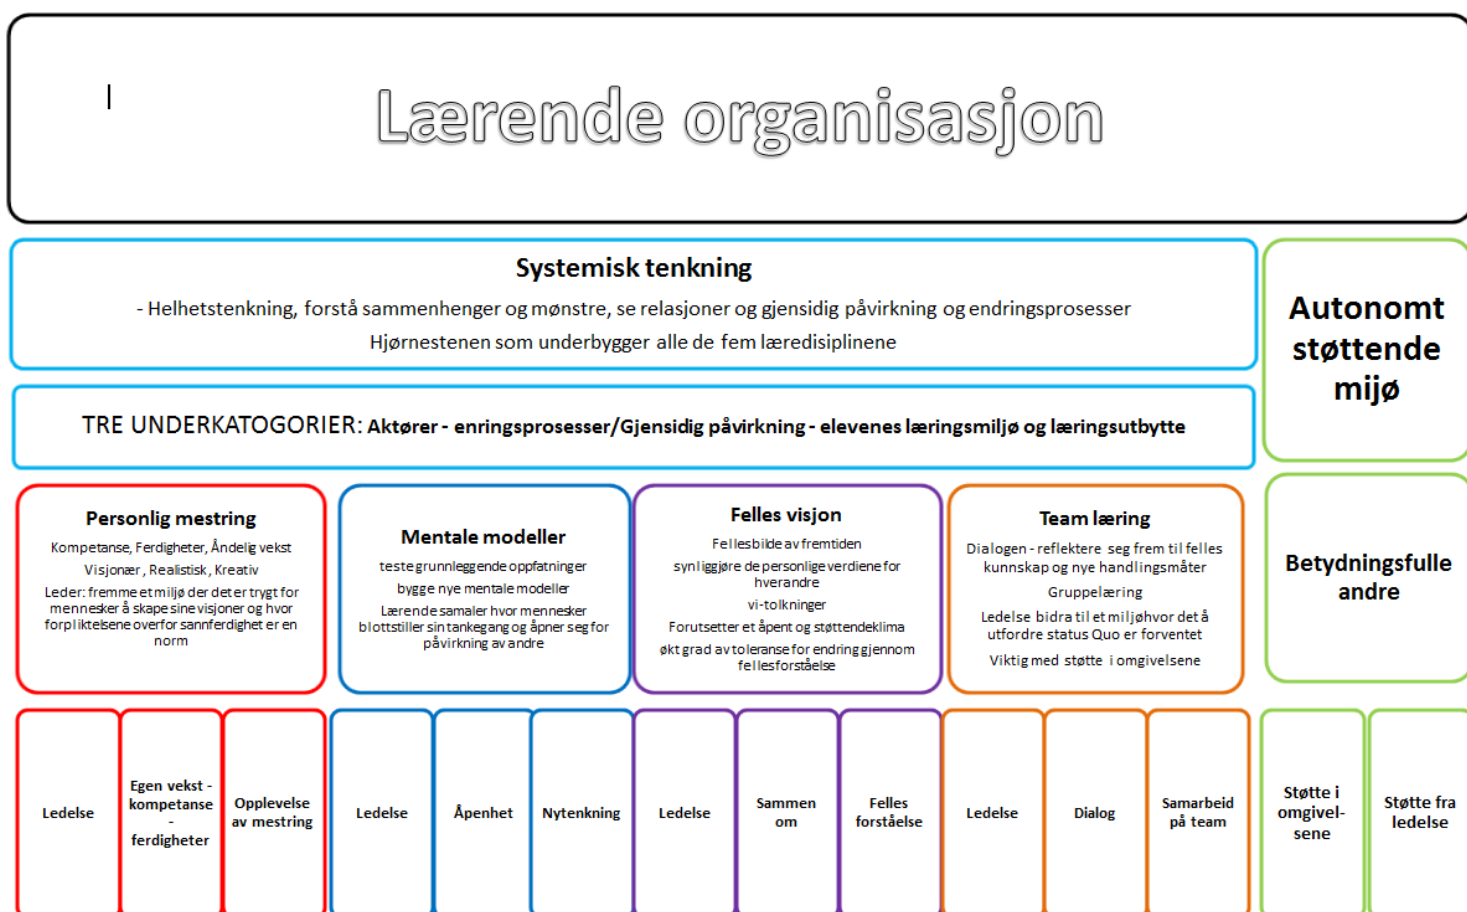 Lærende organisasjon
Systemisk tenkning
- Helhetstenkning, forstå sammenhenger og mønstre, se relasjoner og gjensidig påvirkning og endringsprosesser
Hjørnestenen som underbygger alle de fem læredisiplinene
Autonomt
støttende
mijø
TRE UNDERKATOGORIER: Aktører - enringsprosesser/Gjensidig påvirkning - elevenes læringsmiljø og læringsutbytte
Personlig mestring
Kompetanse, Ferdigheter, Åndelig vekst
Visjonær, Realistisk, Kreativ
Leder: fremme et miljø der det er trygt for
mennesker å skape sine visjoner og hvor
forpliktelsene overfor sannferdighet er en
norm
Mentale modeller
teste grunnleggende oppfatninger
bygge nye mentale modeller
Lærende samaler hvor mennesker
blottstiller sin tankegang og åpner seg for
påvirkning av andre
Felles visjon
Fellesbilde av fremtiden
synliggjøre de personlige verdiene for
hverandre
vi-tolkninger
Forutsetter et åpent og støttendeklima
økt grad av toleranse for endring gjennom
fellesforståelse
Team læring
Dialogen - reflektere seg frem til felles
kunnskap og nye handlingsmåter
Gruppelæring
Ledelse bidra til et miljøhvor det å
utfordre status Quo er forventet
Viktig med støtte i omgivelsene
Betydningsfulle
andre
Ledelse
Egen vekst -
kompetanse
-
ferdigheter
Opplevelse
av mestring
Ledelse
Åpenhet
Nytenkning
Ledelse
Sammen
om
Felles
forståelse
Ledelse
Dialog
Samarbeid
på team
Støtte i
omgivel-
sene
Støtte fra
ledelse